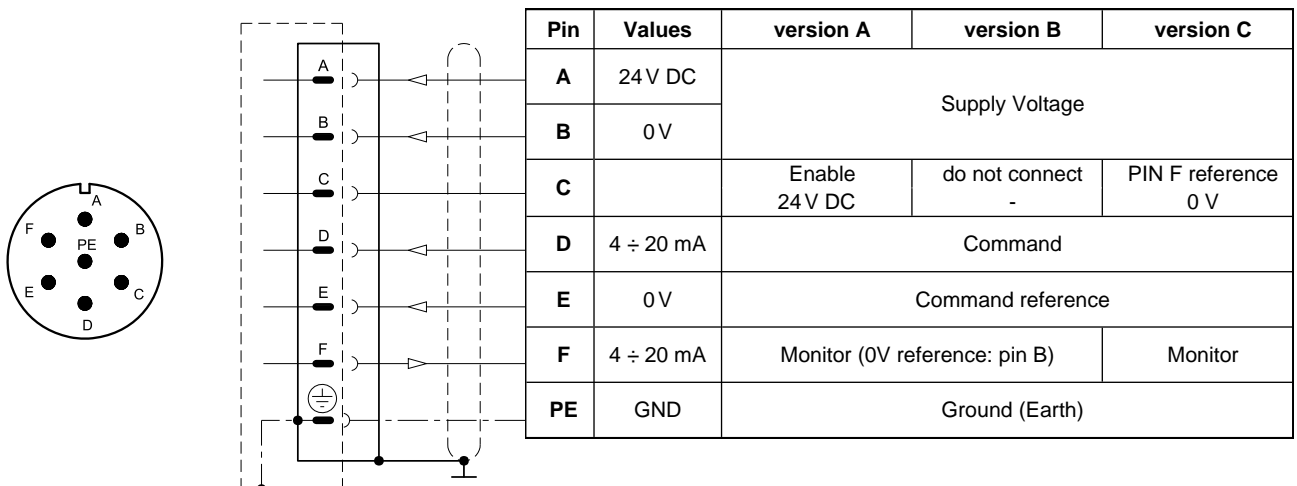 A
B
C
D
E
F
PE
A
B
C
D
E
F
Pin Values version A version B version C
A 24 V DC Supply Voltage
B 0 V
C Enable do not connect PIN F reference
24 V DC - 0 V
D 4 ÷ 20 mA Command
E 0 V Command reference
F 4 ÷ 20 mA Monitor (0V reference: pin B) Monitor
PE GND Ground (Earth)